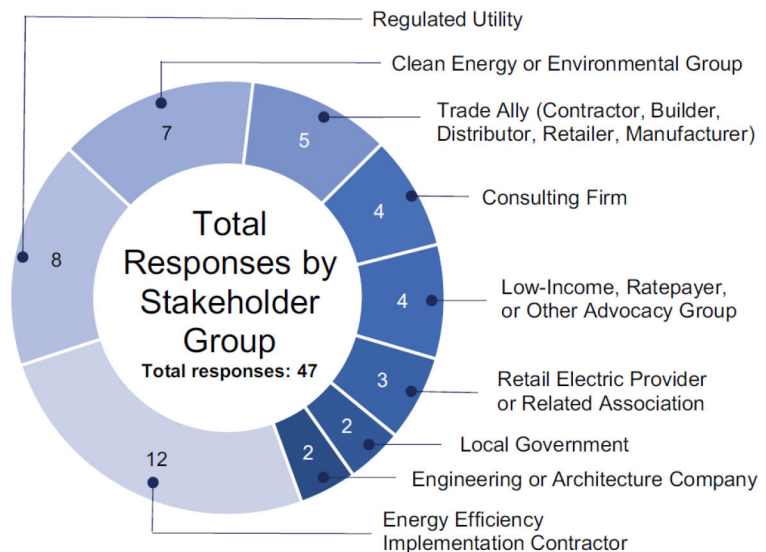 Regulated Utility
Clean Energy or Environmental Group
Trade Ally (Contractor, Builder,
Distributor, Retailer, Manufacturer)
Consulting Firm
Low-Income, Ratepayer,
or Other Advocacy Group
Retail Electric Provider
or Related Association
Local Government
Engineering or Architecture Company
Energy Efficiency
Implementation Contractor
7
5
4
4
3
2
2
12
8
Total
Responses by
Stakeholder
Group
Total responses: 47